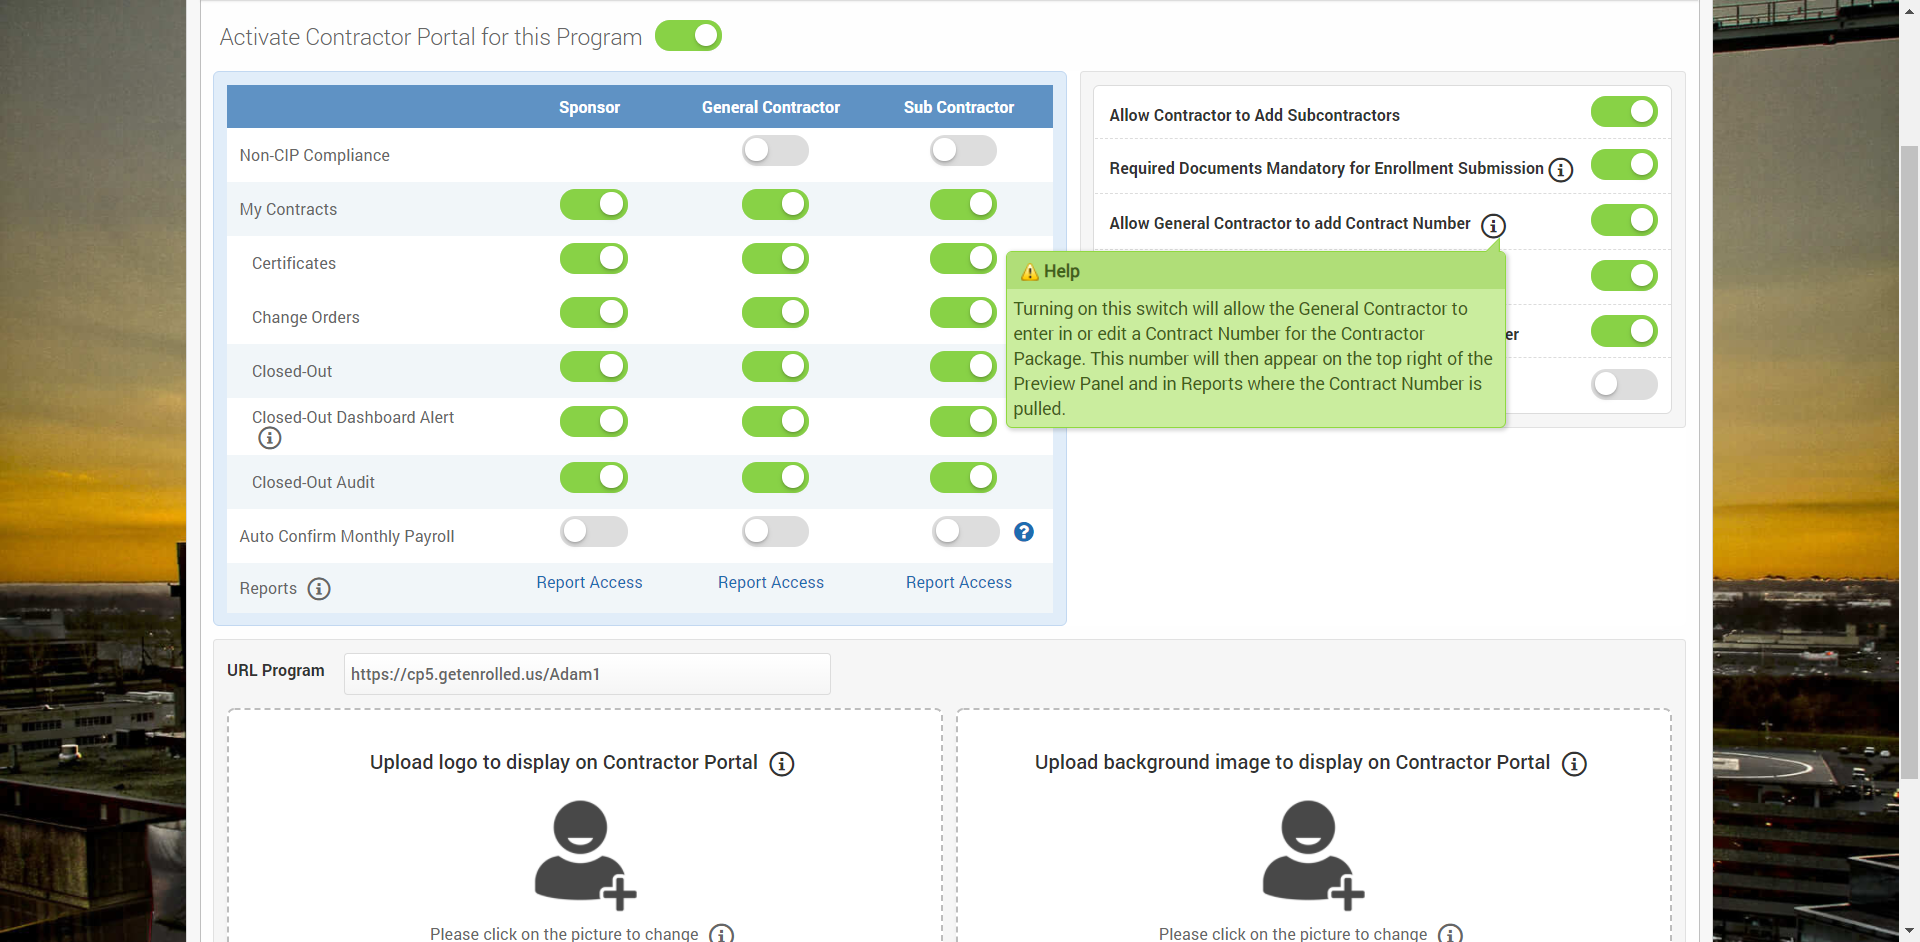 Activate Contractor Portal for this Program
Sponsor General Contractor Sub Contractor
Non-CIP Compliance
My Contracts
Certificates
Change Orders
Closed-Out
Closed-Out Dashboard Alert
Closed-Out Audit
Auto Confirm Monthly Payroll
Reports Report Access Report Access Report Access
Allow Contractor to Add Subcontractors
Required Documents Mandatory for Enrollment Submission
Allow General Contractor to add Contract Number
Help
Turning on this switch will allow the General Contractor to
enter in or edit a Contract Number for the Contractor
Package. This number will then appear on the top right of the
Preview Panel and in Reports where the Contract Number is
pulled.
er
URL Program https://cp5.getenrolled.us/Adam1
Upload logo to display on Contractor Portal
Please click on the picture to change
Upload background image to display on Contractor Portal
Please click on the picture to change